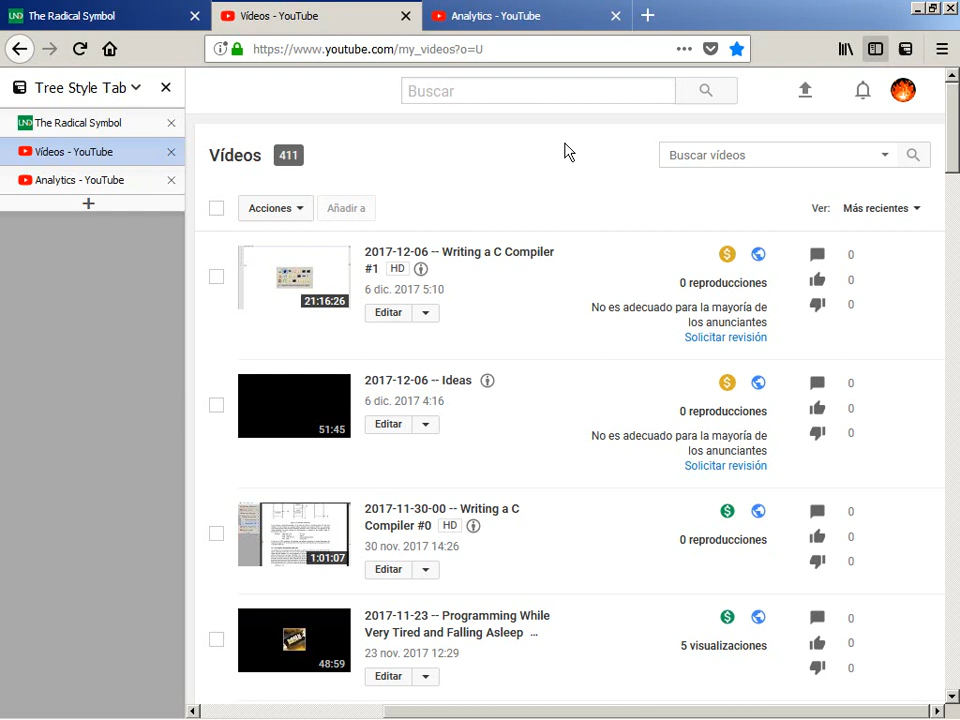 The Radical Symbol
Vídeos - YouTube
Analytics - YouTube
https://www.youtube.com/my_videos?o=U
Tree Style Tab
UND The Radical Symbol
Vídeos - YouTube
Analytics - YouTube
Buscar
Vídeos 411
Buscar vídeos
Acciones
Añadir a
Ver: Más recientes
2017-12-06 -- Writing a C Compiler
#1 HD
6 dic. 2017 5:10
Editar
21:16:26
0 reproducciones
No es adecuado para la mayoría de
los anunciantes
Solicitar revisión
0
0
0
2017-12-06 -- Ideas
6 dic. 2017 4:16
Editar
51:45
0 reproducciones
No es adecuado para la mayoría de
los anunciantes
Solicitar revisión
0
0
0
2017-11-30-00 -- Writing a C
Compiler #0 HD
30 nov. 2017 14:26
Editar
1:01:07
0 reproducciones
0
0
0
2017-11-23 -- Programming While
Very Tired and Falling Asleep ...
23 nov. 2017 12:29
Editar
48:59
5 visualizaciones
0
0
0